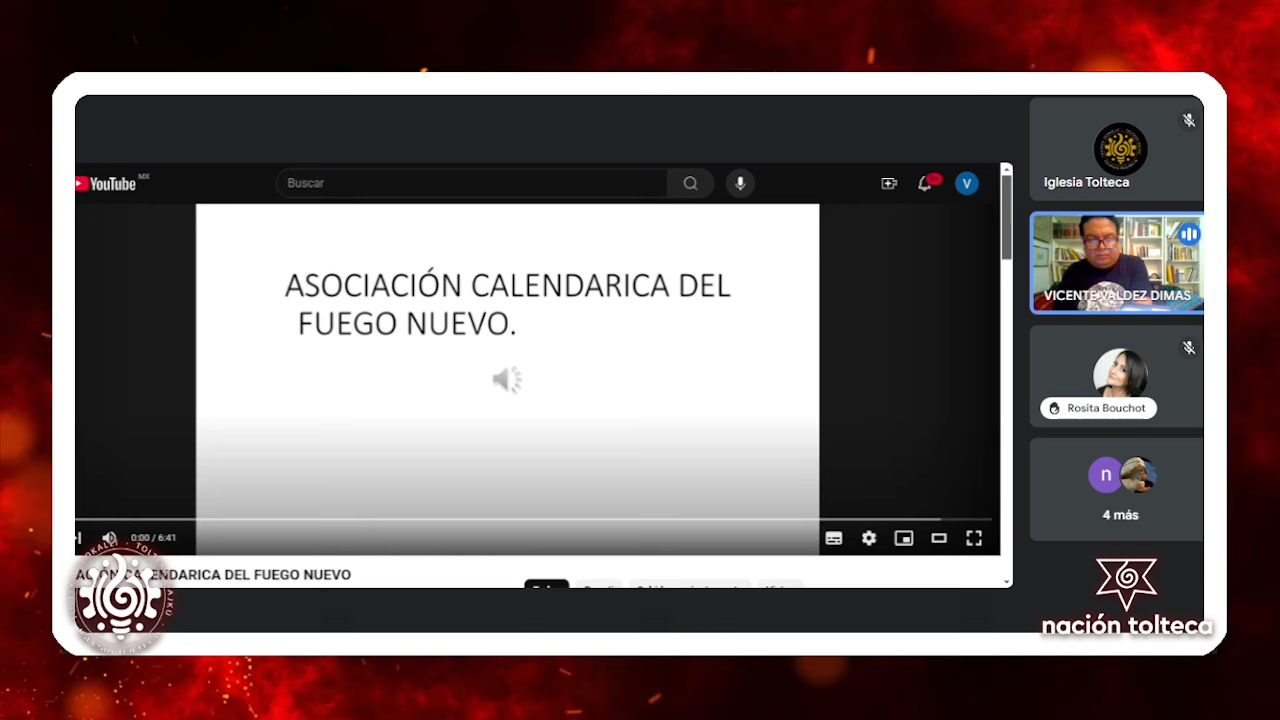 YouTube MX
Buscar
V
ASOCIACIÓN CALENDARICA DEL
FUEGO NUEVO.
0:00 / 6:41
CALENDARICA DEL FUEGO NUEVO
Iglesia Tolteca
VICENTE VALDEZ DIMAS
Rosita Bouchot
n
4 más
nación tolteca